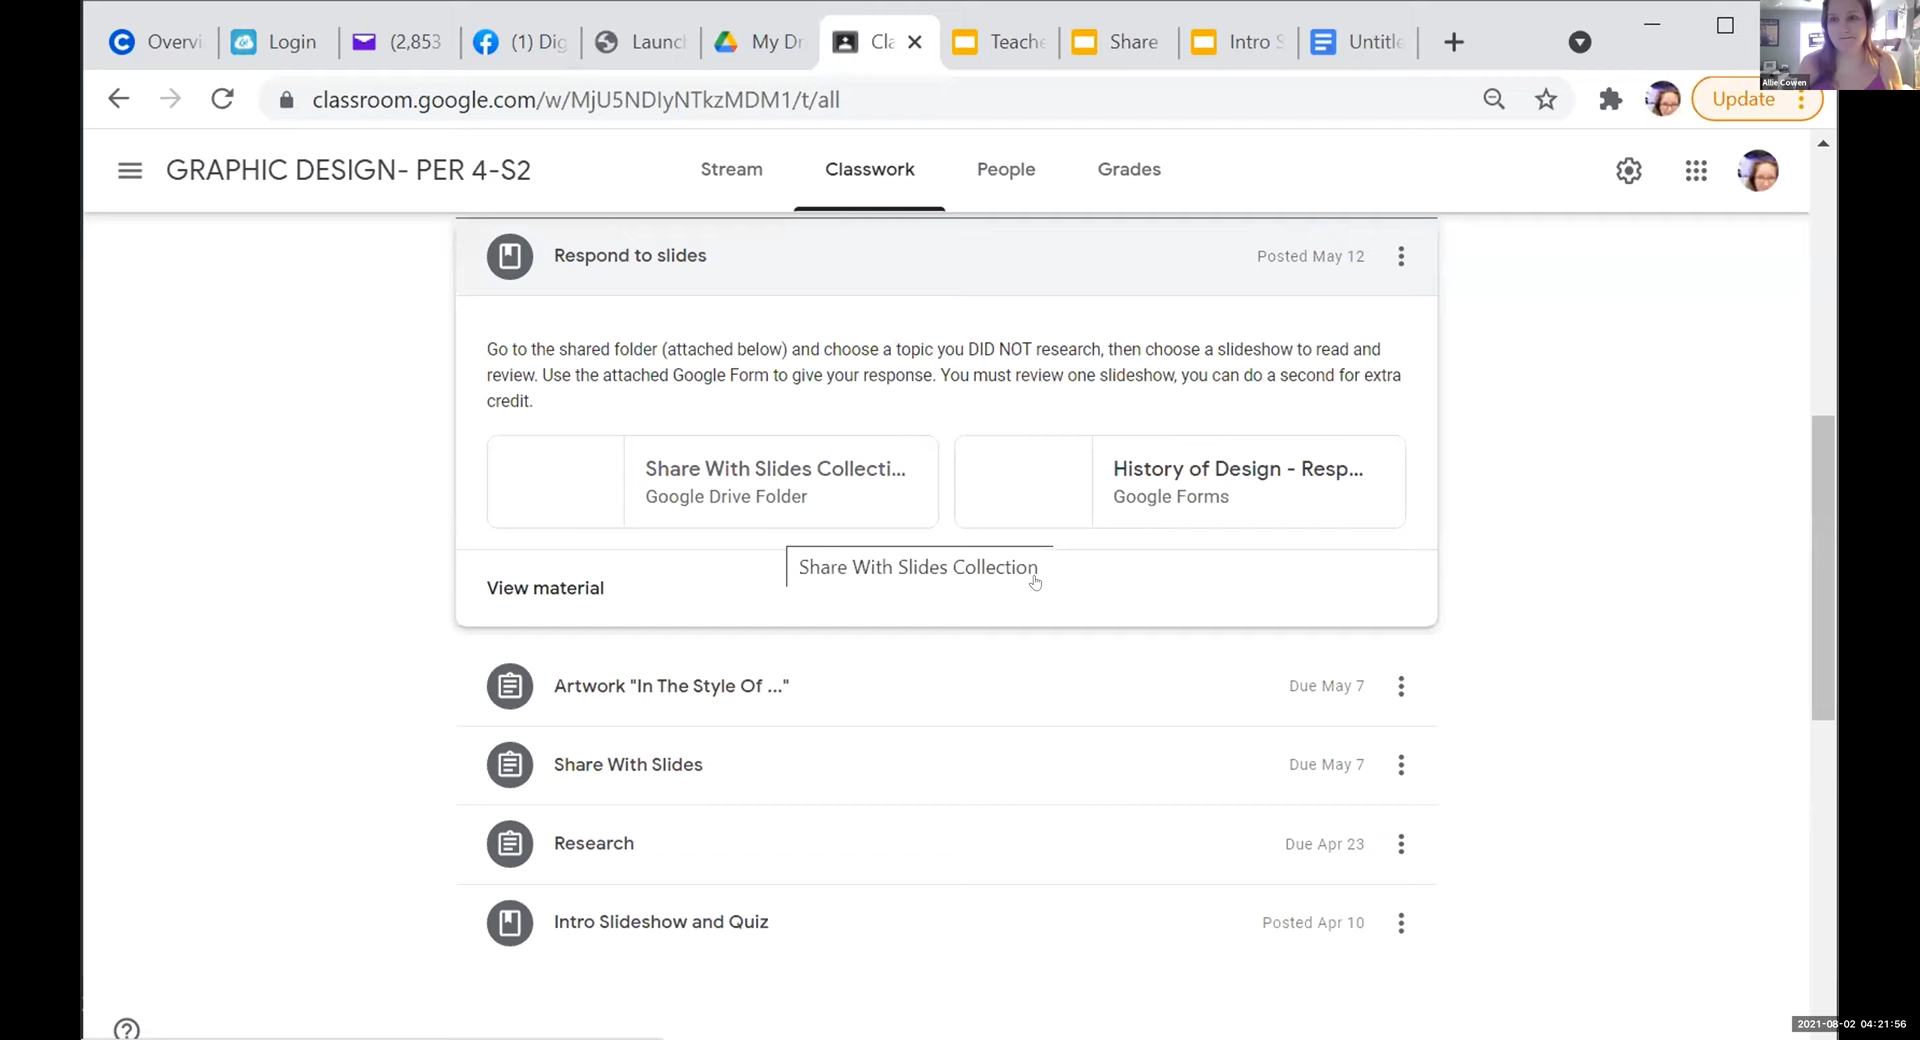 Overvi
Login
(2,853
(1) Dig
Launc
My Dr
Cla
Teache
Share
Intro S
Untitle
Allie Cowen
classroom.google.com/w/MjU5NDIyNTkzMDM1/t/all
Update
GRAPHIC DESIGN- PER 4-S2
Stream
Classwork
People
Grades
Respond to slides
Posted May 12
Go to the shared folder (attached below) and choose a topic you DID NOT research, then choose a slideshow to read and
review. Use the attached Google Form to give your response. You must review one slideshow, you can do a second for extra
credit.
Share With Slides Collecti...
Google Drive Folder
History of Design - Resp...
Google Forms
Share With Slides Collection
View material
Artwork "In The Style Of ..."
Due May 7
Share With Slides
Due May 7
Research
Due Apr 23
Intro Slideshow and Quiz
Posted Apr 10
2021-08-02 04:21:56